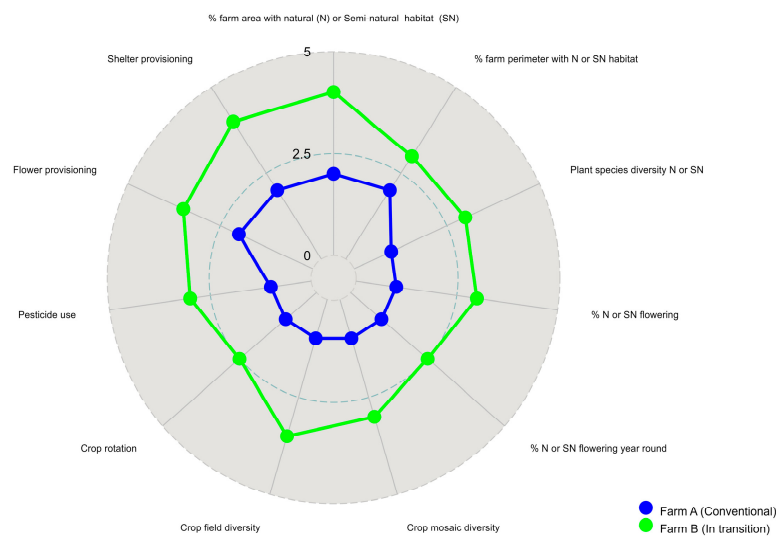 % farm area with natural (N) or Semi natural habitat (SN)
5
Shelter provisioning
% farm perimeter with N or SN habitat
2.5
Flower provisioning
Plant species diversity N or SN
0
Pesticide use
% N or SN flowering
Crop rotation
% N or SN flowering year round
Crop field diversity
Crop mosaic diversity
Farm A (Conventional)
Farm B (In transition)